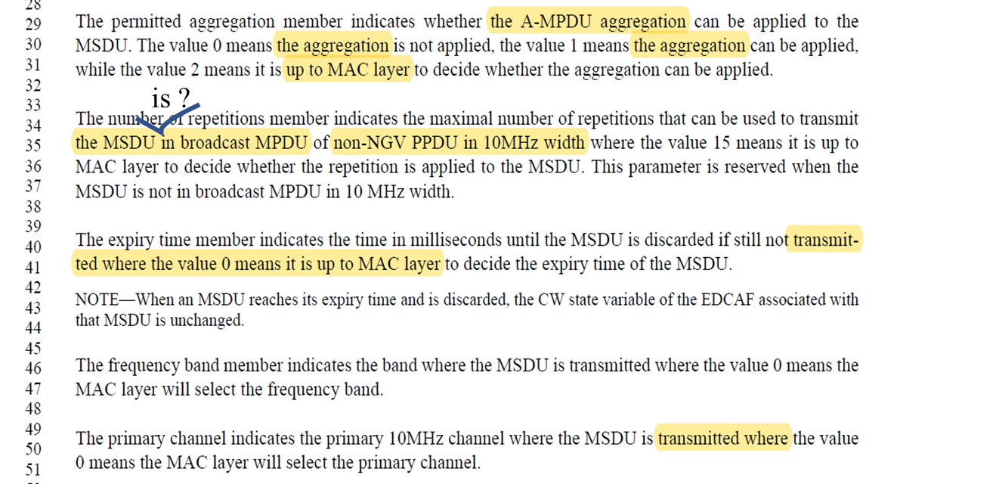 28
29 The permitted aggregation member indicates whether the A-MPDU aggregation can be applied to the
30 MSDU. The value 0 means the aggregation is not applied, the value 1 means the aggregation can be applied,
31 while the value 2 means it is up to MAC layer to decide whether the aggregation can be applied.
32
33 is ?
34 The number of repetitions member indicates the maximal number of repetitions that can be used to transmit
35 the MSDU in broadcast MPDU of non-NGV PPDU in 10MHz width where the value 15 means it is up to
36 MAC layer to decide whether the repetition is applied to the MSDU. This parameter is reserved when the
37 MSDU is not in broadcast MPDU in 10 MHz width.
38
39
40 The expiry time member indicates the time in milliseconds until the MSDU is discarded if still not transmit-
41 ted where the value 0 means it is up to MAC layer to decide the expiry time of the MSDU.
42
43 NOTE—When an MSDU reaches its expiry time and is discarded, the CW state variable of the EDCAF associated with
44 that MSDU is unchanged.
45
46 The frequency band member indicates the band where the MSDU is transmitted where the value 0 means the
47 MAC layer will select the frequency band.
48
49
50 The primary channel indicates the primary 10MHz channel where the MSDU is transmitted where the value
51 0 means the MAC layer will select the primary channel.